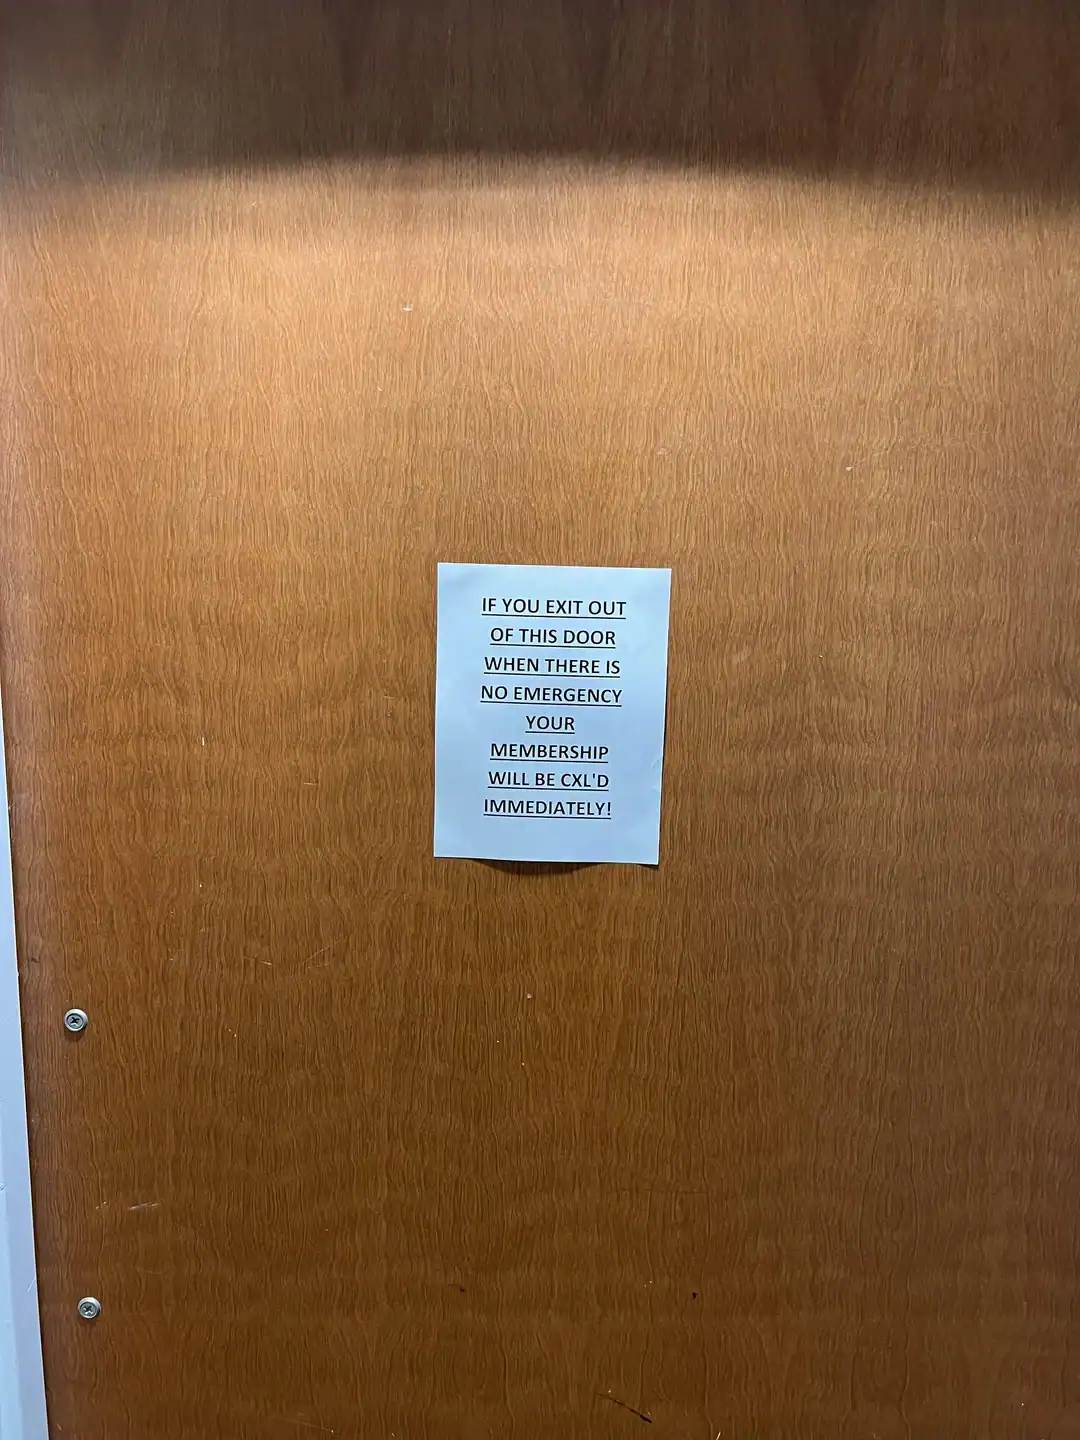 IF YOU EXIT OUT
OF THIS DOOR
WHEN THERE IS
NO EMERGENCY
YOUR
MEMBERSHIP
WILL BE CXL'D
IMMEDIATELY!